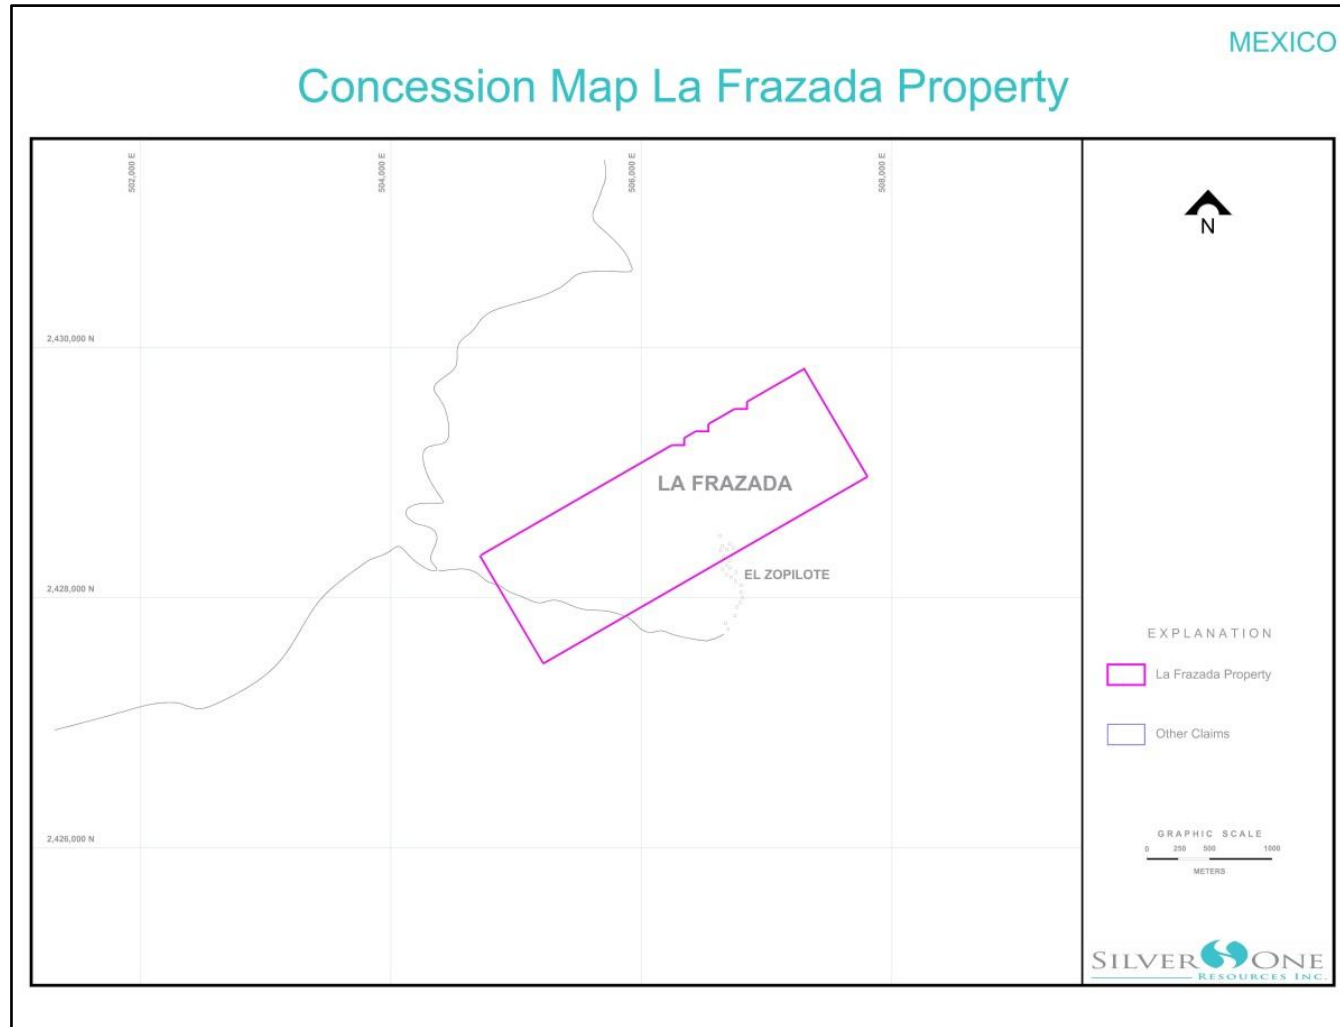 MEXICO
Concession Map La Frazada Property
502,000 E
504,000 E
506,000 E
508,000 E
N
2,430,000 N
LA FRAZADA
EL ZOPILOTE
2,428,000 N
2,426,000 N
EXPLANATION
La Frazada Property
Other Claims
GRAPHIC SCALE
0 250 500 1000
METERS
SILVER ONE
RESOURCES INC.